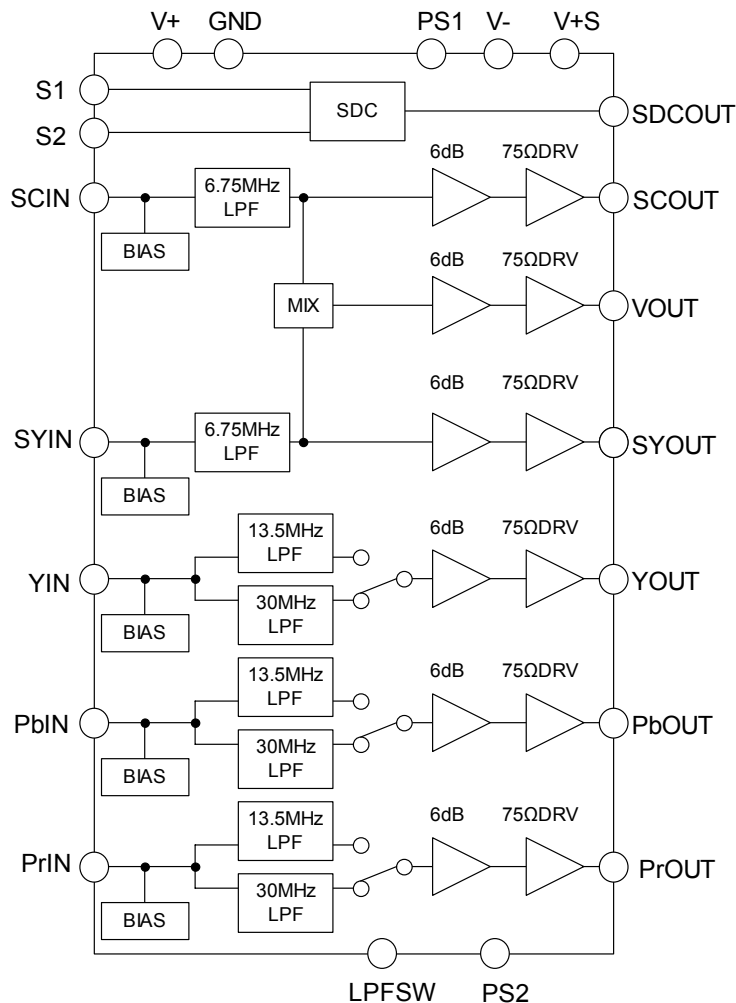 V+ GND PS1 V- V+S
S1
S2
SDC
SDCOUT
6dB 75ΩDRV
SCIN
6.75MHz
LPF
SCOUT
BIAS
6dB 75ΩDRV
MIX
VOUT
6dB 75ΩDRV
SYIN
6.75MHz
LPF
SYOUT
BIAS
13.5MHz
LPF
6dB 75ΩDRV
YIN
30MHz
LPF
YOUT
BIAS
13.5MHz
LPF
6dB 75ΩDRV
PbIN
30MHz
LPF
PbOUT
BIAS
13.5MHz
LPF
6dB 75ΩDRV
PrIN
30MHz
LPF
PrOUT
BIAS
LPFSW PS2